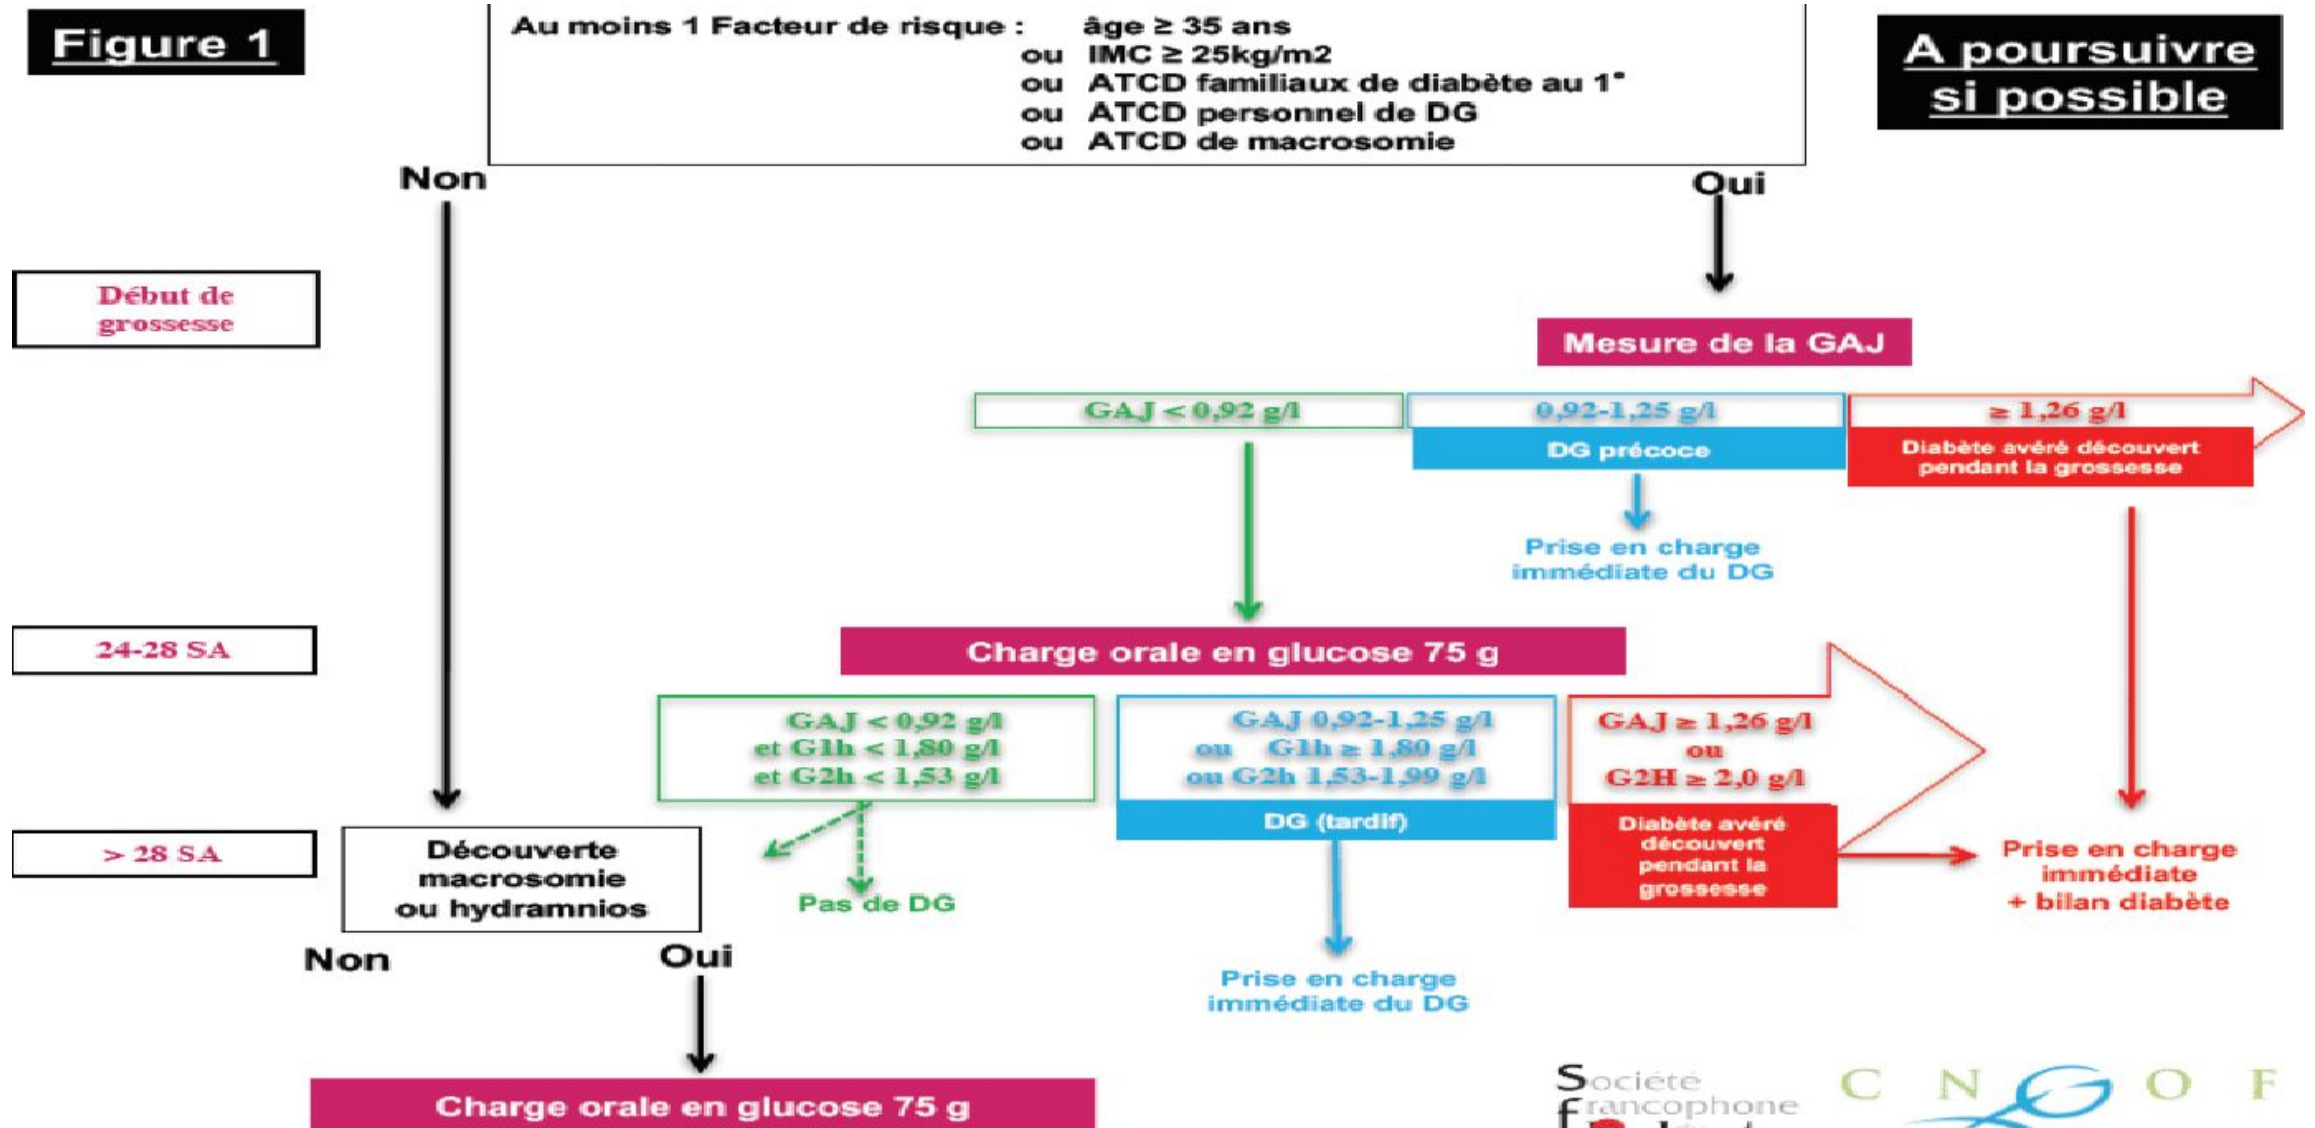 Figure 1
Au moins 1 Facteur de risque : âge ≥ 35 ans
ou IMC ≥ 25kg/m2
ou ATCD familiaux de diabète au 1°
ou ATCD personnel de DG
ou ATCD de macrosomie
A poursuivre
si possible
Non
Oui
Début de
grossesse
Mesure de la GAJ
GAJ < 0,92 g/l
0,92-1,25 g/l
≥ 1,26 g/l
DG précoce
Diabète avéré découvert
pendant la grossesse
Prise en charge
immédiate du DG
24-28 SA
Charge orale en glucose 75 g
GAJ < 0,92 g/l
et G1h < 1,80 g/l
et G2h < 1,53 g/l
GAJ 0,92-1,25 g/l
ou G1h ≥ 1,80 g/l
ou G2h 1,53-1,99 g/l
GAJ ≥ 1,26 g/l
ou
G2H ≥ 2,0 g/l
DG (tardif)
Diabète avéré
découvert
pendant la
grossesse
> 28 SA
Découverte
macrosomie
ou hydramnios
Pas de DG
Prise en charge
immédiate
+ bilan diabète
Non
Oui
Prise en charge
immédiate du DG
Charge orale en glucose 75 g
Société
francophone
C N G O F